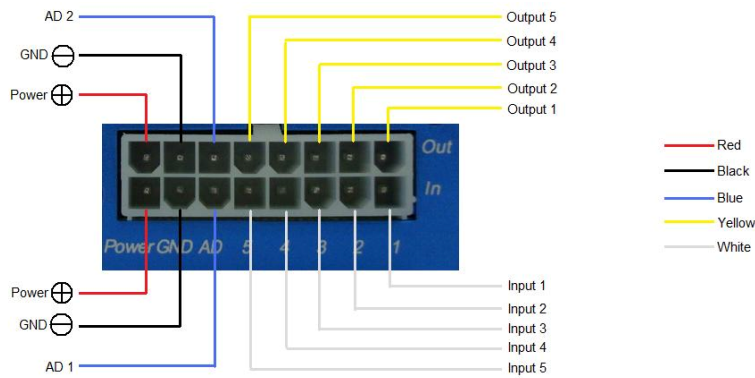 AD 2
GND
Power
Output 5
Output 4
Output 3
Output 2
Output 1
Out
In
Power GND AD 5 4 3 2 1
Power
GND
AD 1
Input 1
Input 2
Input 3
Input 4
Input 5
Red
Black
Blue
Yellow
White